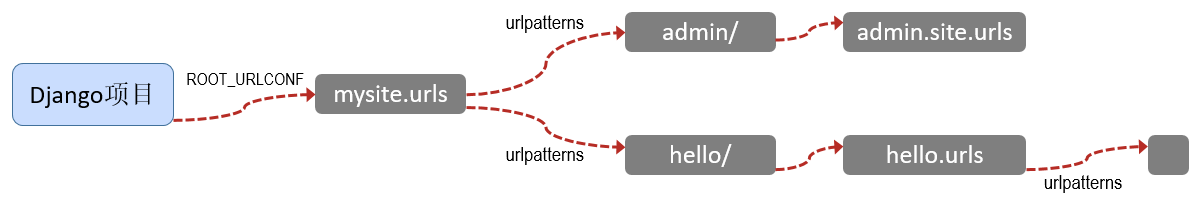 Django项目
ROOT_URLCONF
mysite.urls
urlpatterns
admin/
admin.site.urls
urlpatterns
hello/
hello.urls
urlpatterns